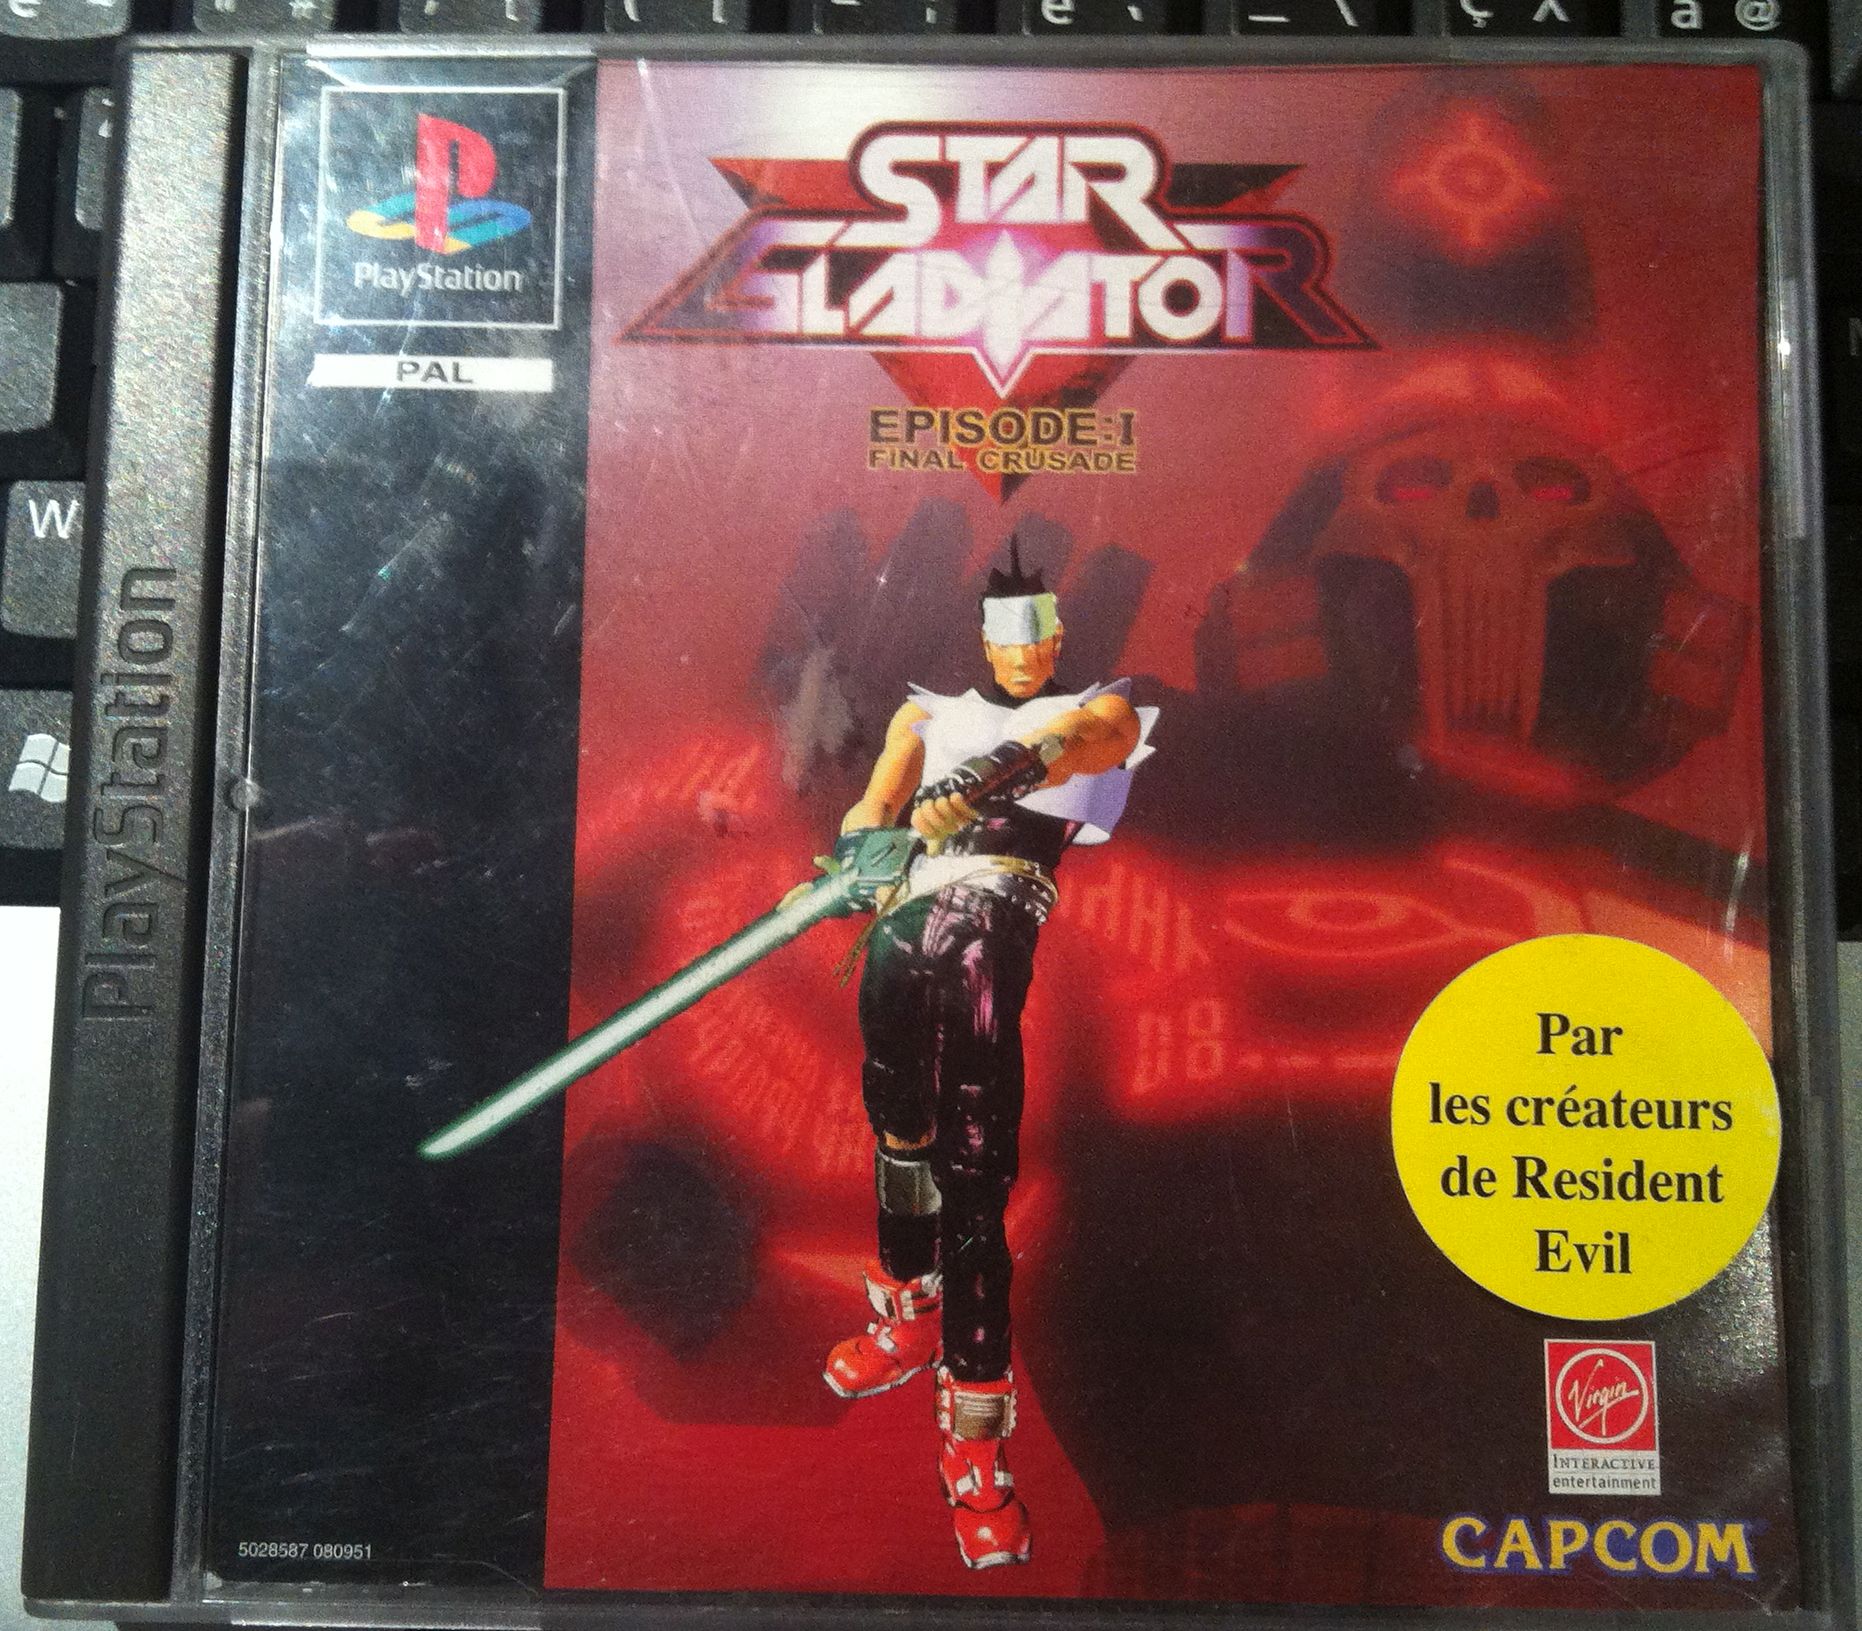 W
PlayStation
PlayStation
PAL
STAR
GLADIATOR
EPISODE:I
FINAL CRUSADE
Par
les créateurs
de Resident
Evil
Virgin
INTERACTIVE
entertainment
CAPCOM
5028587 080951